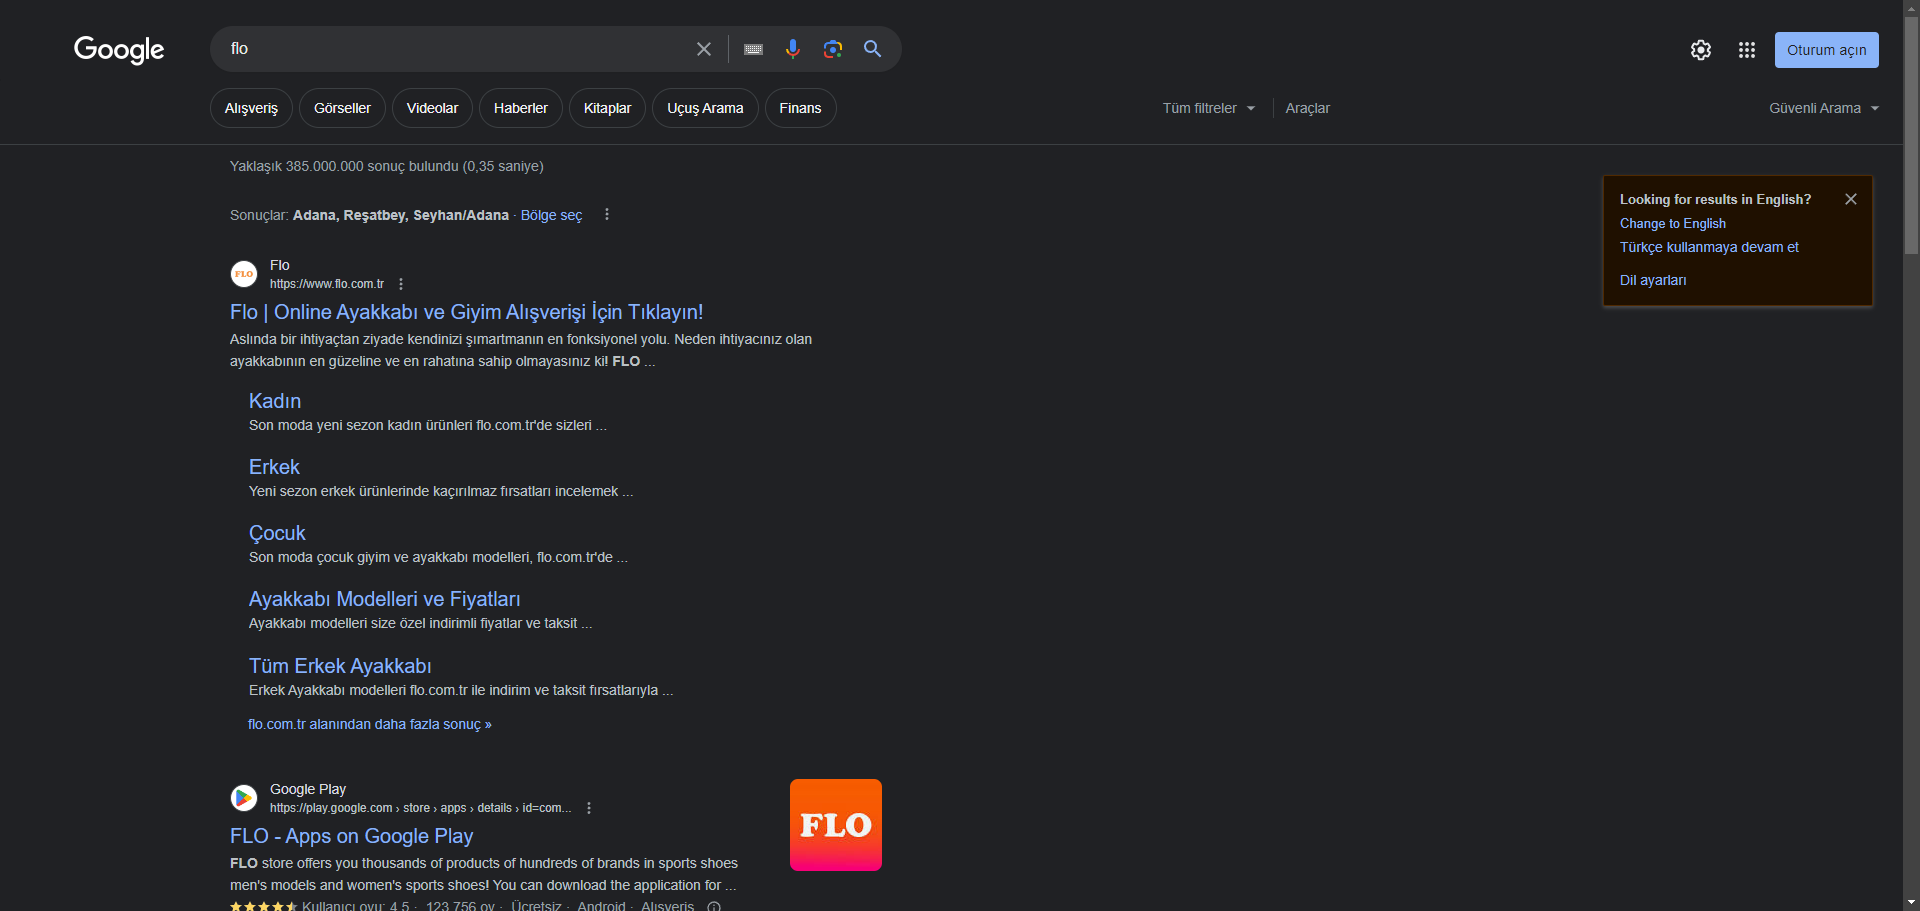 Google
flo
Oturum açın
Alışveriş
Görseller
Videolar
Haberler
Kitaplar
Uçuş Arama
Finans
Tüm filtreler
Araçlar
Güvenli Arama
Yaklaşık 385.000.000 sonuç bulundu (0,35 saniye)
Sonuçlar: Adana, Reşatbey, Seyhan/Adana · Bölge seç
Looking for results in English?
Change to English
Türkçe kullanmaya devam et
Dil ayarları
FLO
Flo
https://www.flo.com.tr
Flo | Online Ayakkabı ve Giyim Alışverişi İçin Tıklayın!
Aslında bir ihtiyaçtan ziyade kendinizi şımartmanın en fonksiyonel yolu. Neden ihtiyacınız olan
ayakkabının en güzeline ve en rahatına sahip olmayasınız ki! FLO ...
Kadın
Son moda yeni sezon kadın ürünleri flo.com.tr'de sizleri ...
Erkek
Yeni sezon erkek ürünlerinde kaçırılmaz fırsatları incelemek ...
Çocuk
Son moda çocuk giyim ve ayakkabı modelleri, flo.com.tr'de ...
Ayakkabı Modelleri ve Fiyatları
Ayakkabı modelleri size özel indirimli fiyatlar ve taksit ...
Tüm Erkek Ayakkabı
Erkek Ayakkabı modelleri flo.com.tr ile indirim ve taksit fırsatlarıyla ...
flo.com.tr alanından daha fazla sonuç »
Google Play
https://play.google.com › store › apps › details › id=com...
FLO - Apps on Google Play
FLO store offers you thousands of products of hundreds of brands in sports shoes
men's models and women's sports shoes! You can download the application for ...
Kullanıcı oyu: 4,5 · 123.756 oy · Ücretsiz · Android · Alışveriş
FLO